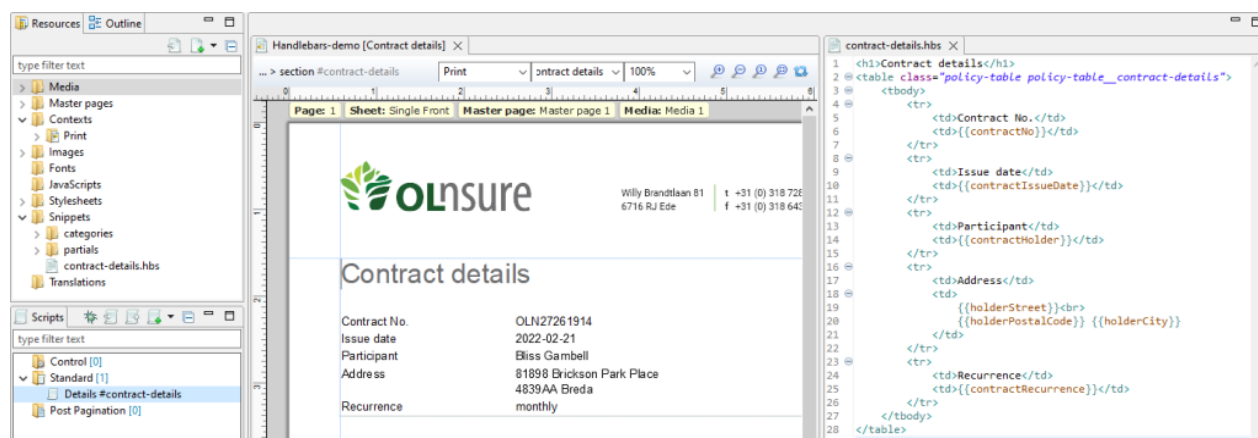 Resources Outline
type filter text
Media
Master pages
Contexts
Print
Images
Fonts
JavaScripts
Stylesheets
Snippets
categories
partials
contract-details.hbs
Translations
Scripts
type filter text
Control [0]
Standard [1]
Details #contract-details
Post Pagination [0]
Handlebars-demo [Contract details]
... > section #contract-details Print ontract details 100%
0 1 2 3 4 5 6
Page: 1 Sheet: Single Front Master page: Master page 1 Media: Media 1
OLnsure
Willy Brandtlaan 81 t +31 (0) 318 728
6716 RJ Ede f +31 (0) 318 643
Contract details
Contract No. OLN27261914
Issue date 2022-02-21
Participant Bliss Gambell
Address 81898 Brickson Park Place
4839AA Breda
Recurrence monthly
contract-details.hbs
1 <h1>Contract details</h1>
2 <table class="policy-table policy-table__contract-details">
3 <tbody>
4 <tr>
5 <td>Contract No.</td>
6 <td>{{contractNo}}</td>
7 </tr>
8 <tr>
9 <td>Issue date</td>
10 <td>{{contractIssueDate}}</td>
11 </tr>
12 <tr>
13 <td>Participant</td>
14 <td>{{contractHolder}}</td>
15 </tr>
16 <tr>
17 <td>Address</td>
18 <td>
19 {{holderStreet}}<br>
20 {{holderPostalCode}} {{holderCity}}
21 </td>
22 </tr>
23 <tr>
24 <td>Recurrence</td>
25 <td>{{contractRecurrence}}</td>
26 </tr>
27 </tbody>
28 </table>